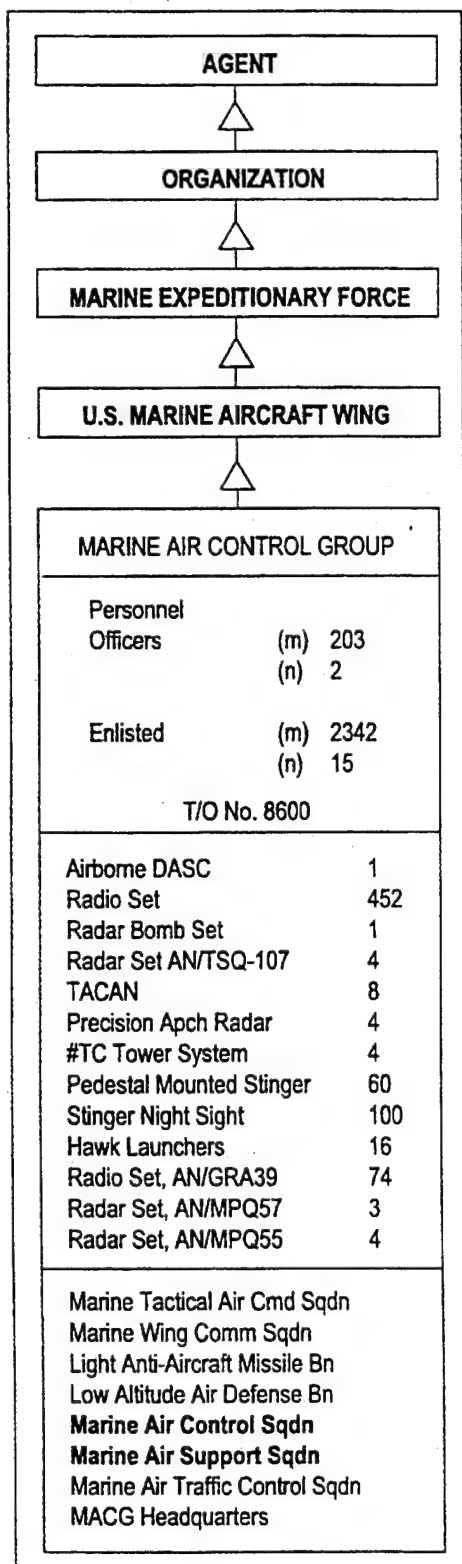 AGENT
ORGANIZATION
MARINE EXPEDITIONARY FORCE
U.S. MARINE AIRCRAFT WING
MARINE AIR CONTROL GROUP
Personnel
Officers (m) 203
(n) 2
Enlisted (m) 2342
(n) 15
T/O No. 8600
Airborne DASC 1
Radio Set 452
Radar Bomb Set 1
Radar Set AN/TSQ-107 4
TACAN 8
Precision Apch Radar 4
#TC Tower System 4
Pedestal Mounted Stinger 60
Stinger Night Sight 100
Hawk Launchers 16
Radio Set, AN/GRA39 74
Radar Set, AN/MPQ57 3
Radar Set, AN/MPQ55 4
Marine Tactical Air Cmd Sqdn
Marine Wing Comm Sqdn
Light Anti-Aircraft Missile Bn
Low Altitude Air Defense Bn
Marine Air Control Sqdn
Marine Air Support Sqdn
Marine Air Traffic Control Sqdn
MACG Headquarters